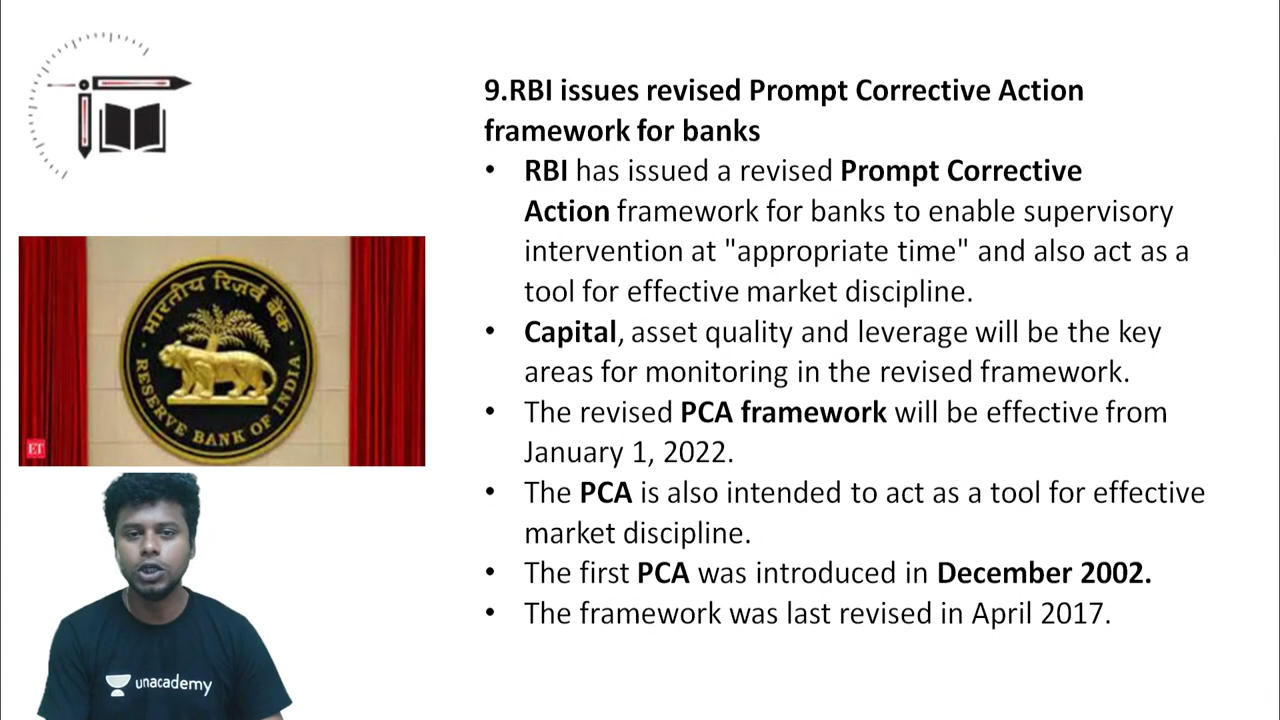 9.RBI issues revised Prompt Corrective Action
framework for banks
• RBI has issued a revised Prompt Corrective
Action framework for banks to enable supervisory
intervention at "appropriate time" and also act as a
tool for effective market discipline.
• Capital, asset quality and leverage will be the key
areas for monitoring in the revised framework.
• The revised PCA framework will be effective from
January 1, 2022.
• The PCA is also intended to act as a tool for effective
market discipline.
• The first PCA was introduced in December 2002.
• The framework was last revised in April 2017.
भारतीय रिज़र्व बैंक
RESERVE BANK OF INDIA
ET
unacademy